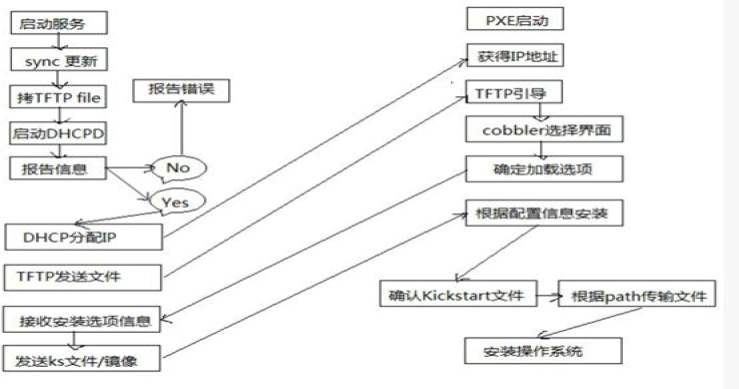 启动服务
sync 更新
拷TFTP file
启动DHCPD
报告信息
报告错误
No
Yes
DHCP分配IP
TFTP发送文件
接收安装选项信息
发送ks文件/镜像
PXE启动
获得IP地址
TFTP引导
cobbler选择界面
确定加载选项
根据配置信息安装
确认Kickstart文件
根据path传输文件
安装操作系统